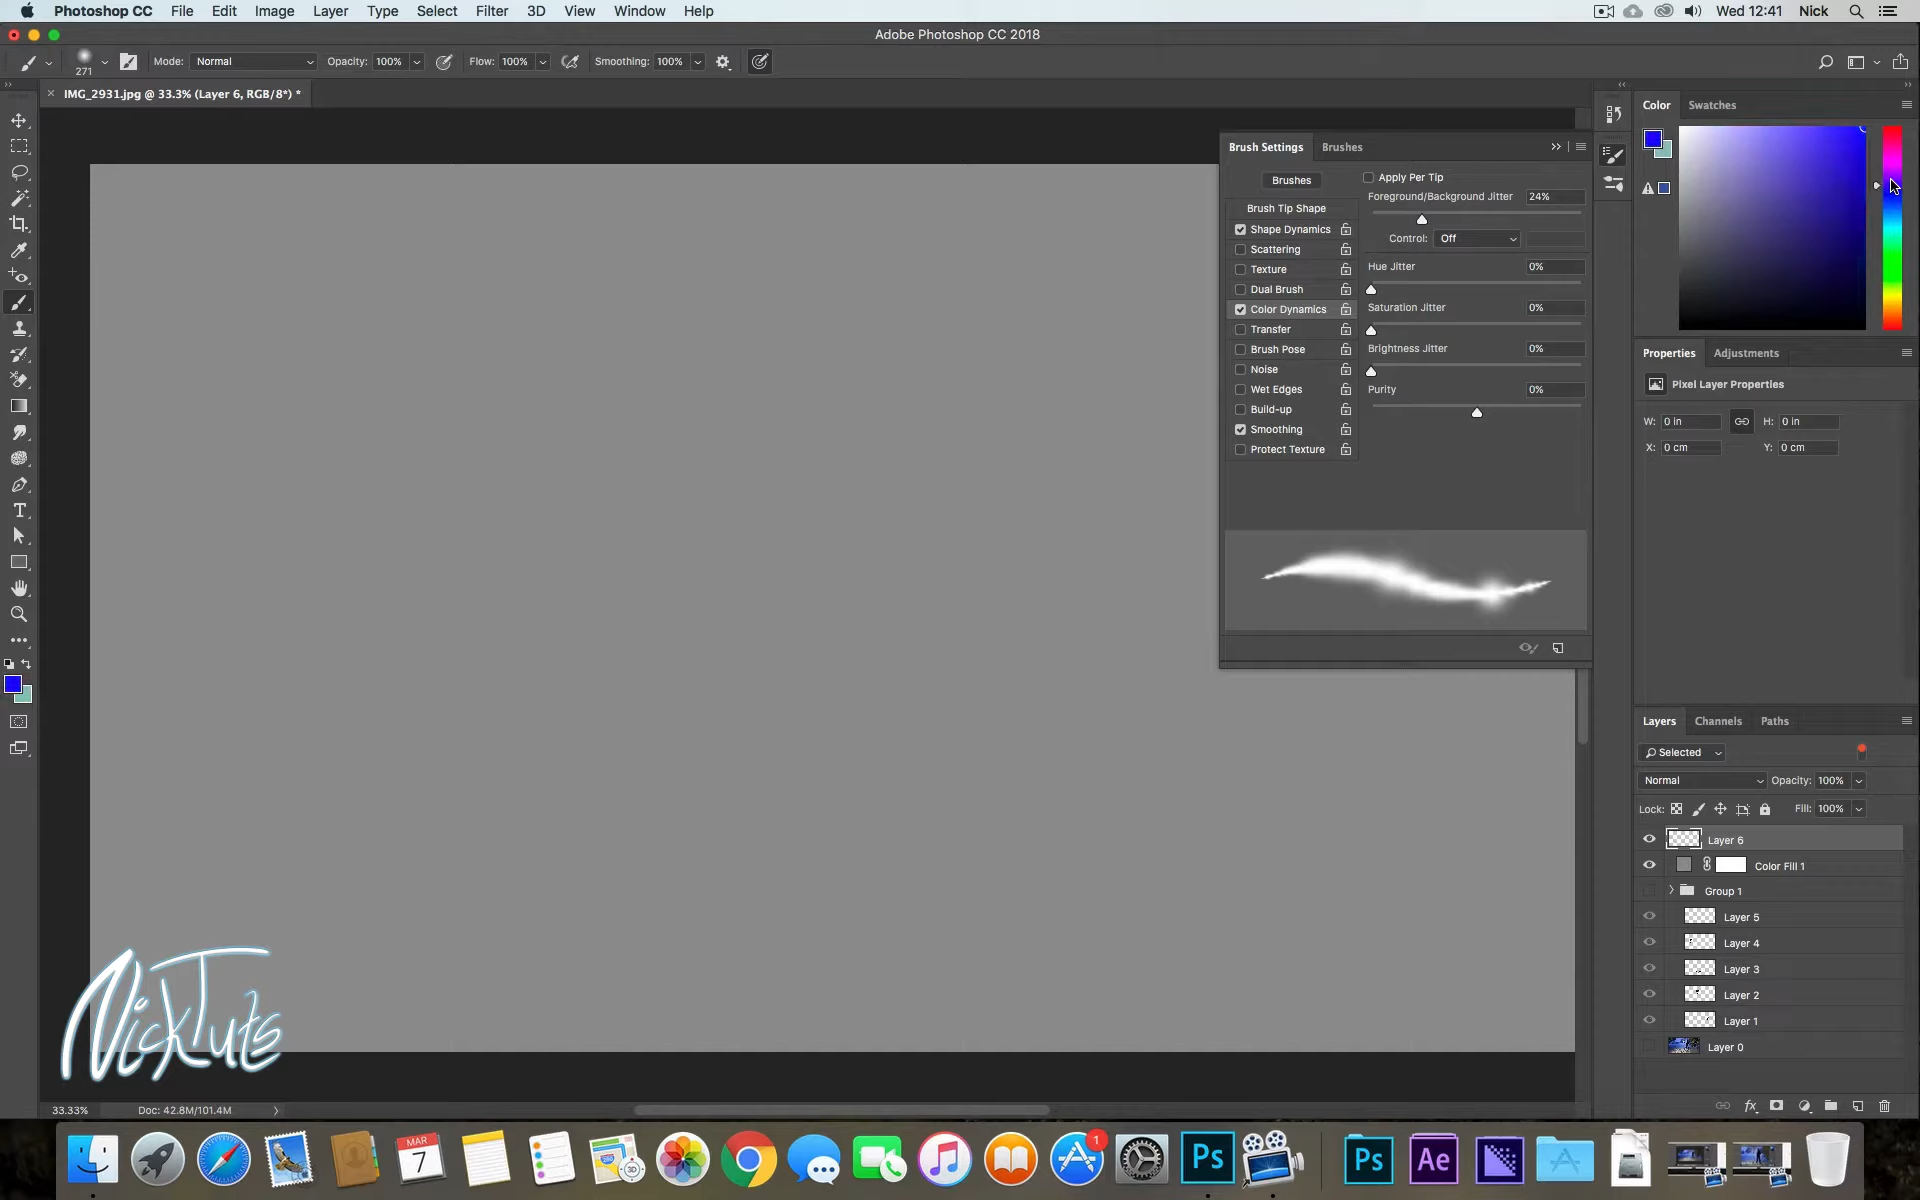 Photoshop CC File Edit Image Layer Type Select Filter 3D View Window Help Wed 12:41 Nick
Adobe Photoshop CC 2018
271 Mode: Normal Opacity: 100% Flow: 100% Smoothing: 100%
IMG_2931.jpg @ 33.3% (Layer 6, RGB/8*) *
Color Swatches
Brush Settings Brushes
Brushes
Apply Per Tip
Foreground/Background Jitter 24%
Control: Off
Hue Jitter 0%
Saturation Jitter 0%
Brightness Jitter 0%
Purity 0%
Brush Tip Shape
Shape Dynamics
Scattering
Texture
Dual Brush
Color Dynamics
Transfer
Brush Pose
Noise
Wet Edges
Build-up
Smoothing
Protect Texture
Properties Adjustments
Pixel Layer Properties
W: 0 in H: 0 in
X: 0 cm Y: 0 cm
Layers Channels Paths
Selected
Normal Opacity: 100%
Lock: Fill: 100%
Layer 6
Color Fill 1
Group 1
Layer 5
Layer 4
Layer 3
Layer 2
Layer 1
Layer 0
fx
NickTuts
33.33% Doc: 42.8M/101.4M
MAR
7
3D
1
Ps
Ps
Ae